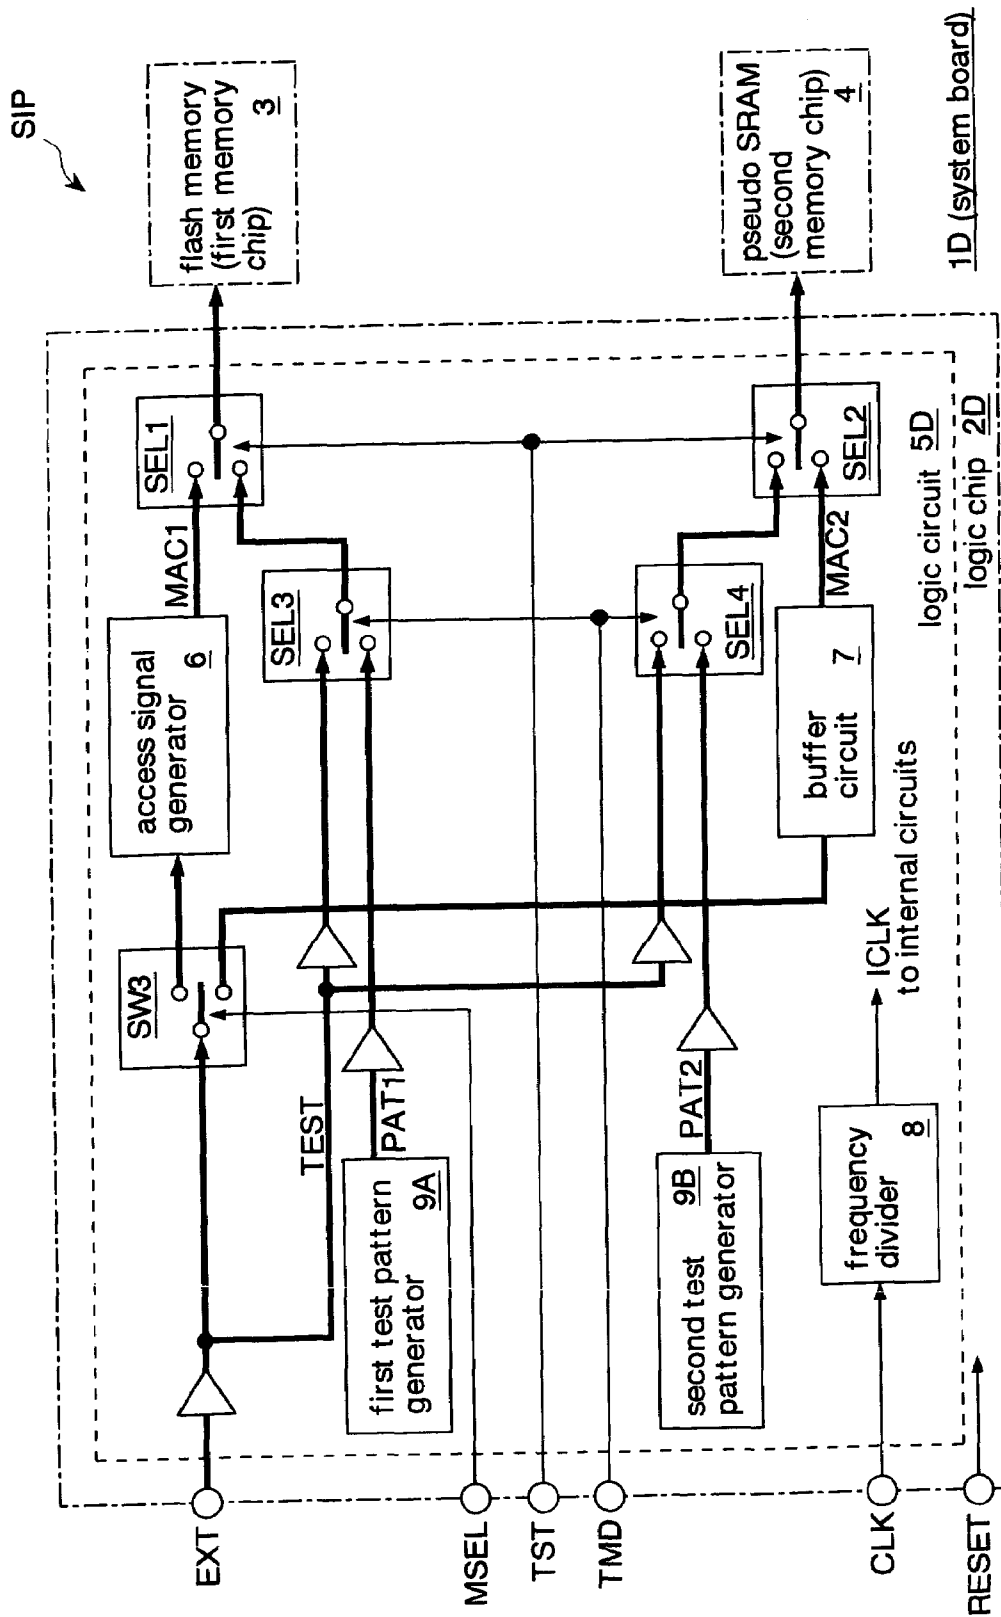 SIP
flash memory
(first memory
chip)
3
pseudo SRAM
(second
memory chip)
4
1D (system board)
SEL1
SEL2
MAC1
MAC2
logic circuit 5D
logic chip 2D
SEL3
SEL4
access signal
generator
6
buffer
circuit
7
SW3
ICLK
to internal circuits
TEST
PAT1
PAT2
first test pattern
generator
9A
second test
pattern generator
9B
frequency
divider
8
EXT
MSEL
TST
TMD
CLK
RESET